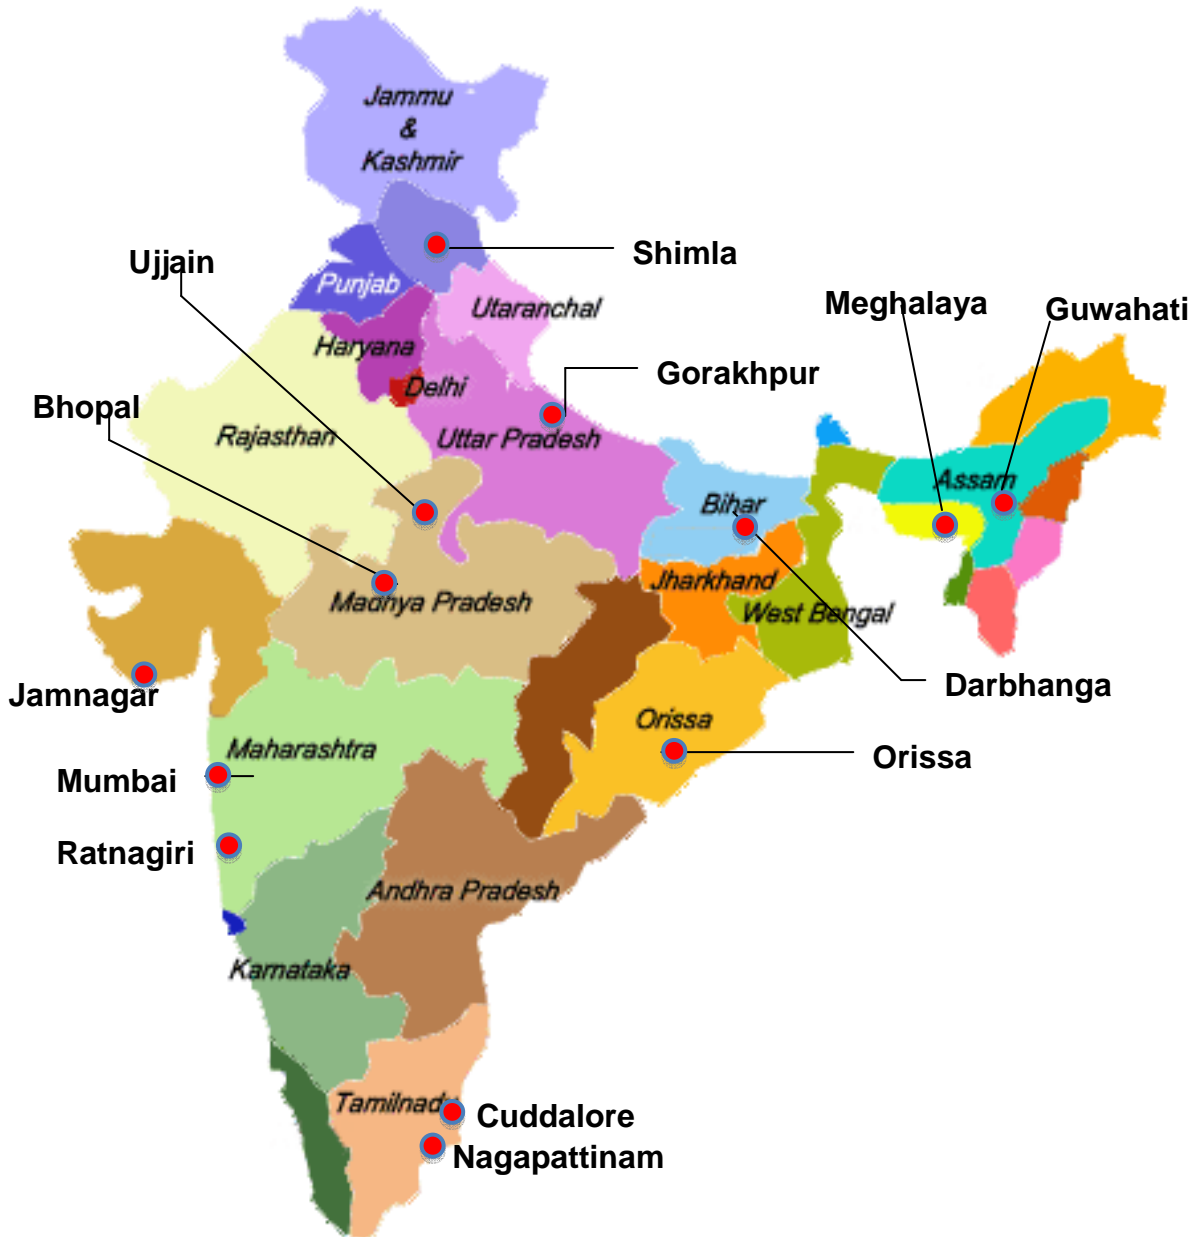 Jammu
&
Kashmir
Shimla
Ujjain
Punjab
Utaranchal
Meghalaya
Guwahati
Haryana
Gorakhpur
Delhi
Bhopal
Rajasthan
Uttar Pradesh
Assam
Bihar
Jharkhand
Madhya Pradesh
West Bengal
Darbhanga
Jamnagar
Orissa
Maharashtra
Orissa
Mumbai
Ratnagiri
Andhra Pradesh
Karnataka
Tamilnadu
Cuddalore
Nagapattinam